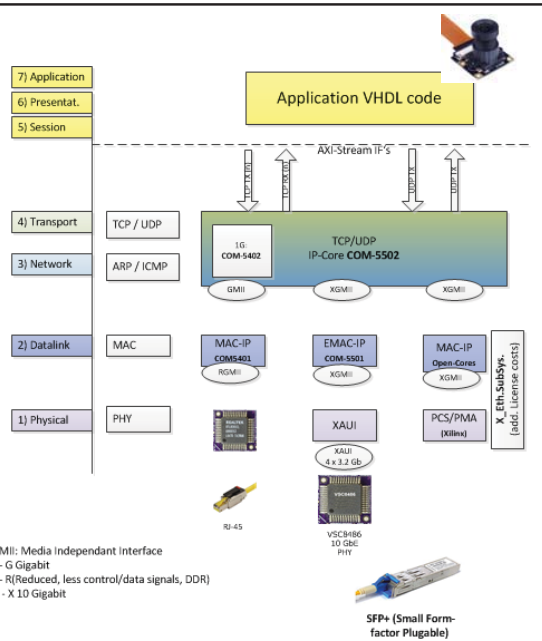 7) Application
6) Presentat.
5) Session
Application VHDL code
AXI-Stream IF's
TCP TX (n)
TCP RX (n)
UDP TX
UDP TX
4) Transport
TCP / UDP
1G:
COM-5402
TCP/UDP
IP-Core COM-5502
3) Network
ARP / ICMP
GMII
XGMII
XGMII
2) Datalink
MAC
MAC-IP
COM5401
RGMII
EMAC-IP
COM-5501
XGMII
MAC-IP
Open-Cores
XGMII
X_Eth.SubSys.
(add. License costs)
1) Physical
PHY
XAUI
PCS/PMA
(Xilinx)
XAUI
4 x 3.2 Gb
VSC8486
RJ-45
VSC8486
10 GbE
PHY
MII: Media Independant Interface
- G Gigabit
- R(Reduced, less control/data signals, DDR)
- X 10 Gigabit
SFP+ (Small Form-
factor Plugable)